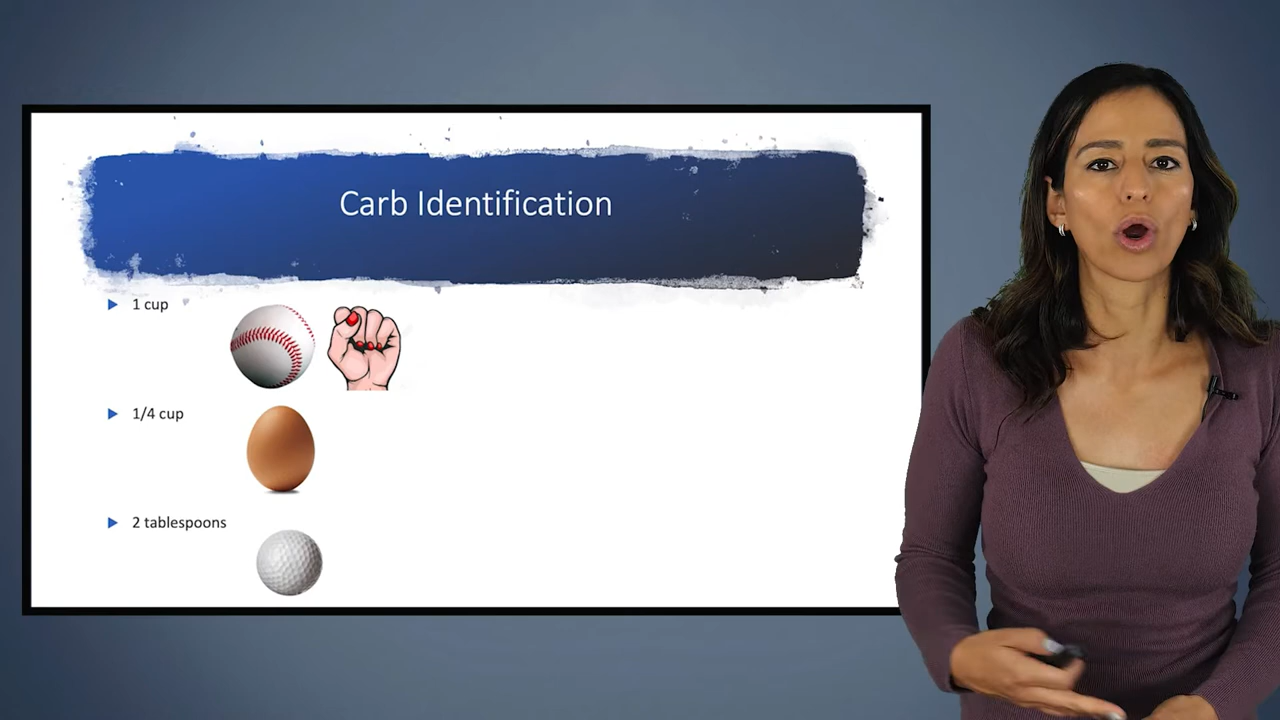 Carb Identification
1 cup
1/4 cup
2 tablespoons